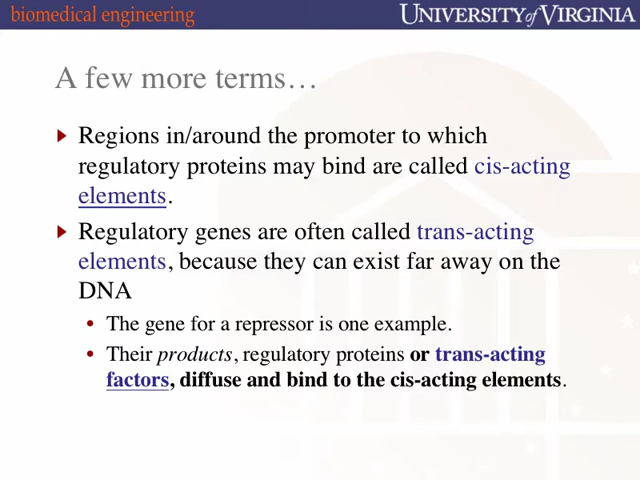 biomedical engineering
UNIVERSITY of VIRGINIA
A few more terms…
Regions in/around the promoter to which
regulatory proteins may bind are called cis-acting
elements.
Regulatory genes are often called trans-acting
elements, because they can exist far away on the
DNA
• The gene for a repressor is one example.
• Their products, regulatory proteins or trans-acting
factors, diffuse and bind to the cis-acting elements.